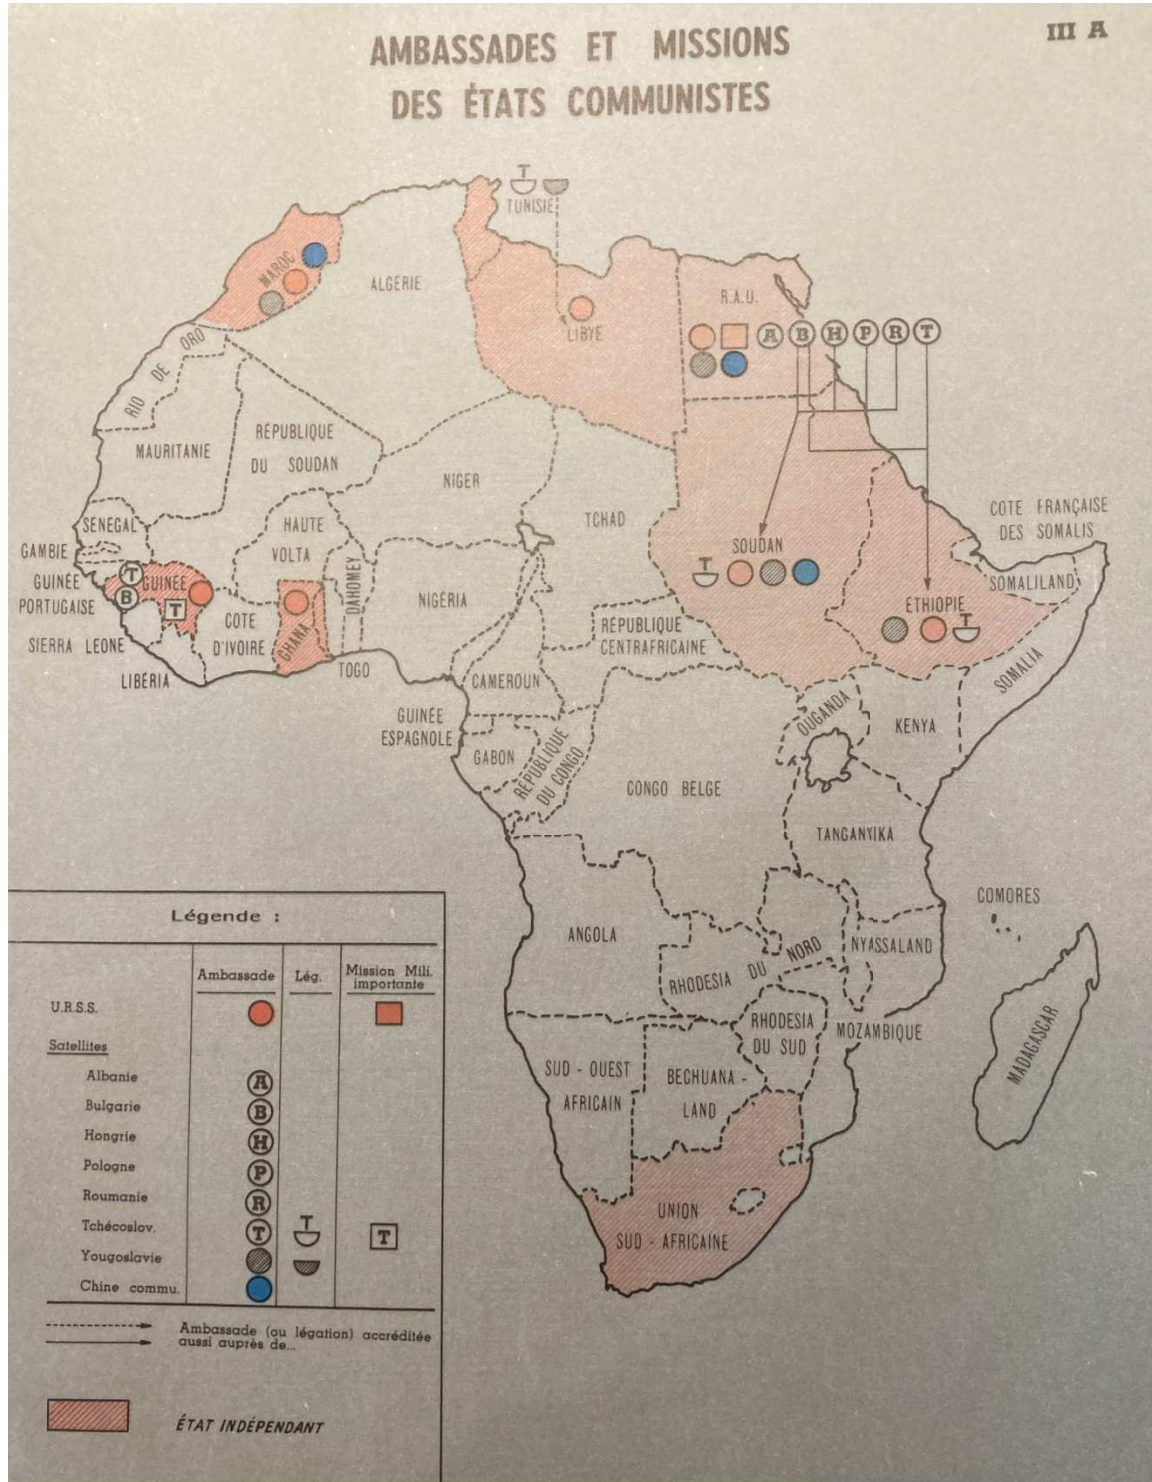 III A
AMBASSADES ET MISSIONS
DES ÉTATS COMMUNISTES
T
TUNISIE
MAROC
ALGERIE
LIBYE
R.A.U.
A B H P R T
RIO DE ORO
MAURITANIE
RÉPUBLIQUE
DU SOUDAN
NIGER
TCHAD
SOUDAN
T
COTE FRANÇAISE
DES SOMALIS
SOMALILAND
ETHIOPIE
T
SOMALIA
SENEGAL
GAMBIE
GUINÉE
PORTUGAISE
T
GUINÉE
B
T
SIERRA LEONE
LIBERIA
HAUTE
VOLTA
COTE
D'IVOIRE
GHANA
TOGO
DAHOMEY
NIGÉRIA
CAMEROUN
RÉPUBLIQUE
CENTRAFRICAINE
GUINÉE
ESPAGNOLE
GABON
RÉPUBLIQUE
DU CONGO
CONGO BELGE
OUGANDA
KENYA
TANGANYIKA
COMORES
ANGOLA
RHODESIA DU NORD
NYASSALAND
RHODESIA
DU SUD
MOZAMBIQUE
MADAGASCAR
SUD - OUEST
AFRICAIN
BECHUANA -
LAND
UNION
SUD - AFRICAINE
Légende :
Ambassade Lég. Mission Mili.
importante
U.R.S.S.
Satellites
Albanie A
Bulgarie B
Hongrie H
Pologne P
Roumanie R
Tchécoslov. T T T
Yougoslavie
Chine commu.
Ambassade (ou légation) accréditée
aussi auprès de...
ÉTAT INDÉPENDANT